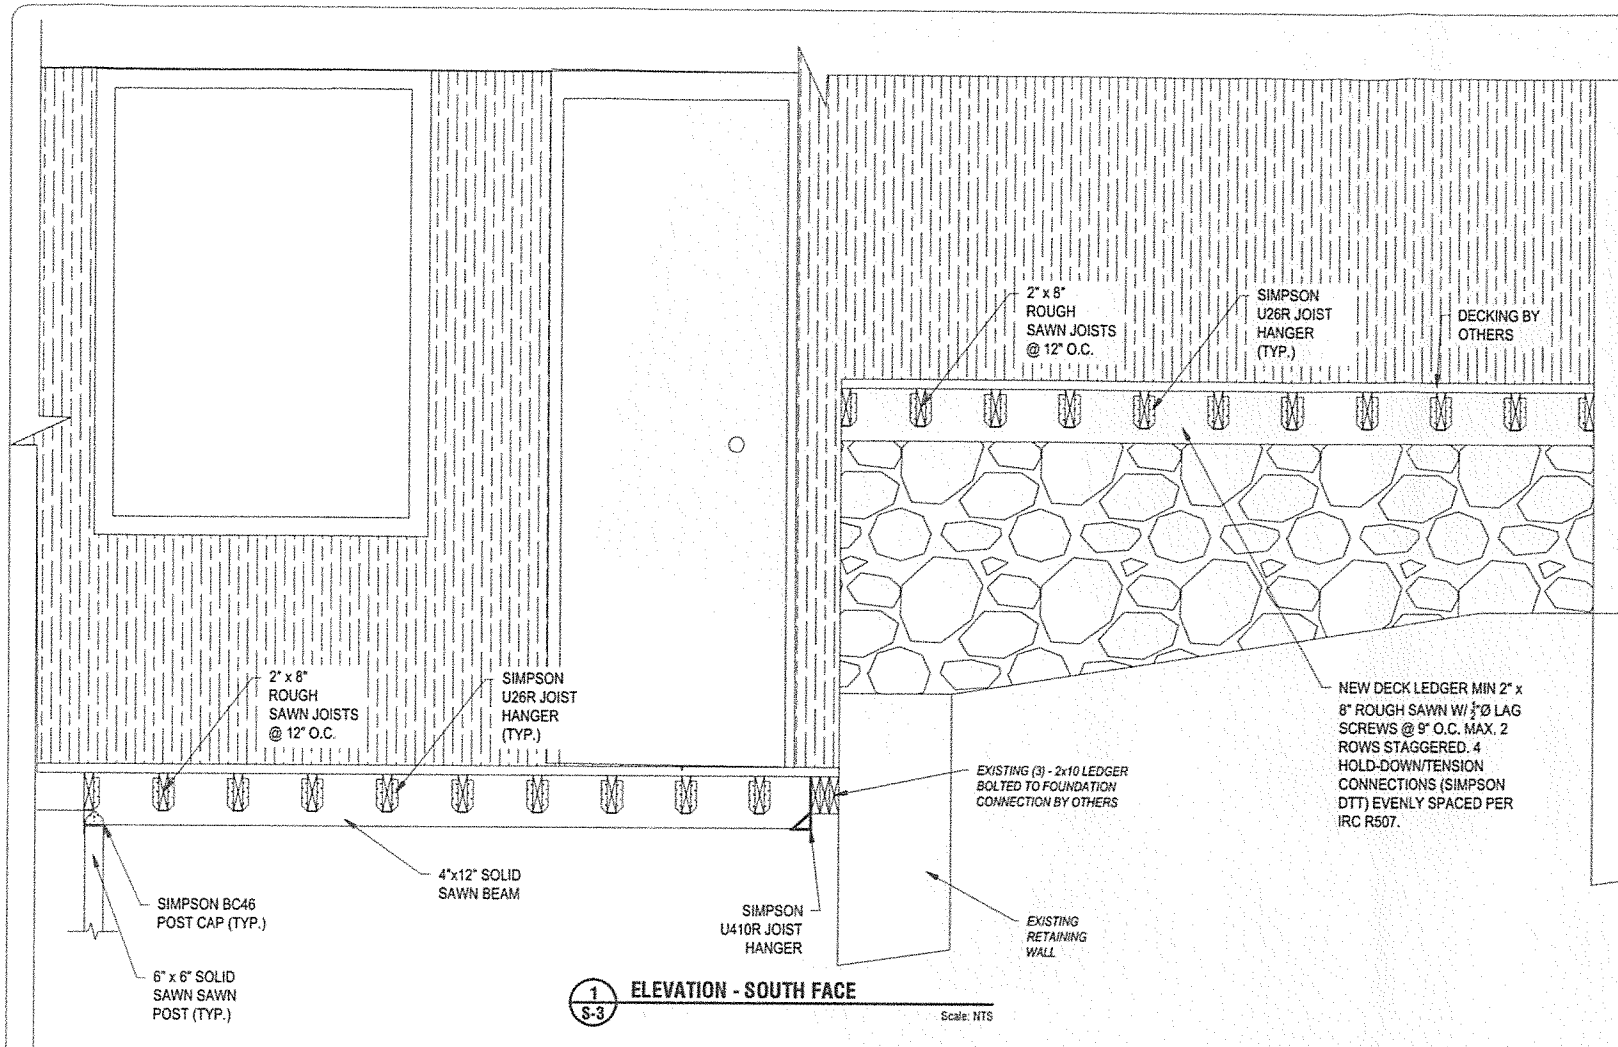 2" x 8"
ROUGH
SAWN JOISTS
@ 12" O.C.
SIMPSON
U26R JOIST
HANGER
(TYP.)
DECKING BY
OTHERS
2" x 8"
ROUGH
SAWN JOISTS
@ 12" O.C.
SIMPSON
U26R JOIST
HANGER
(TYP.)
NEW DECK LEDGER MIN 2" x
8" ROUGH SAWN W/ ½"Ø LAG
SCREWS @ 9" O.C. MAX. 2
ROWS STAGGERED. 4
HOLD-DOWN/TENSION
CONNECTIONS (SIMPSON
DTT) EVENLY SPACED PER
IRC R507.
EXISTING (3) - 2x10 LEDGER
BOLTED TO FOUNDATION
CONNECTION BY OTHERS
4"x12" SOLID
SAWN BEAM
SIMPSON BC46
POST CAP (TYP.)
SIMPSON
U410R JOIST
HANGER
EXISTING
RETAINING
WALL
6" x 6" SOLID
SAWN SAWN
POST (TYP.)
1
S-3
ELEVATION - SOUTH FACE
Scale: NTS